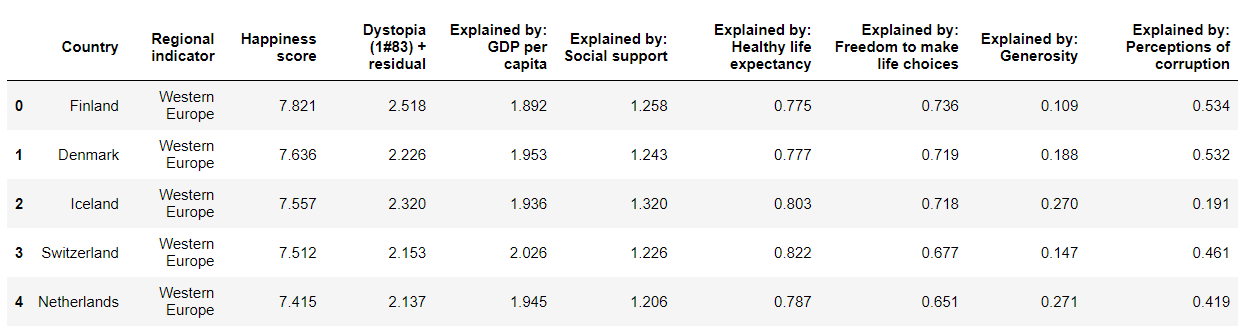 Country Regional indicator Happiness score Dystopia (1#83) + residual Explained by: GDP per capita Explained by: Social support Explained by: Healthy life expectancy Explained by: Freedom to make life choices Explained by: Generosity Explained by: Perceptions of corruption
0 Finland Western Europe 7.821 2.518 1.892 1.258 0.775 0.736 0.109 0.534
1 Denmark Western Europe 7.636 2.226 1.953 1.243 0.777 0.719 0.188 0.532
2 Iceland Western Europe 7.557 2.320 1.936 1.320 0.803 0.718 0.270 0.191
3 Switzerland Western Europe 7.512 2.153 2.026 1.226 0.822 0.677 0.147 0.461
4 Netherlands Western Europe 7.415 2.137 1.945 1.206 0.787 0.651 0.271 0.419